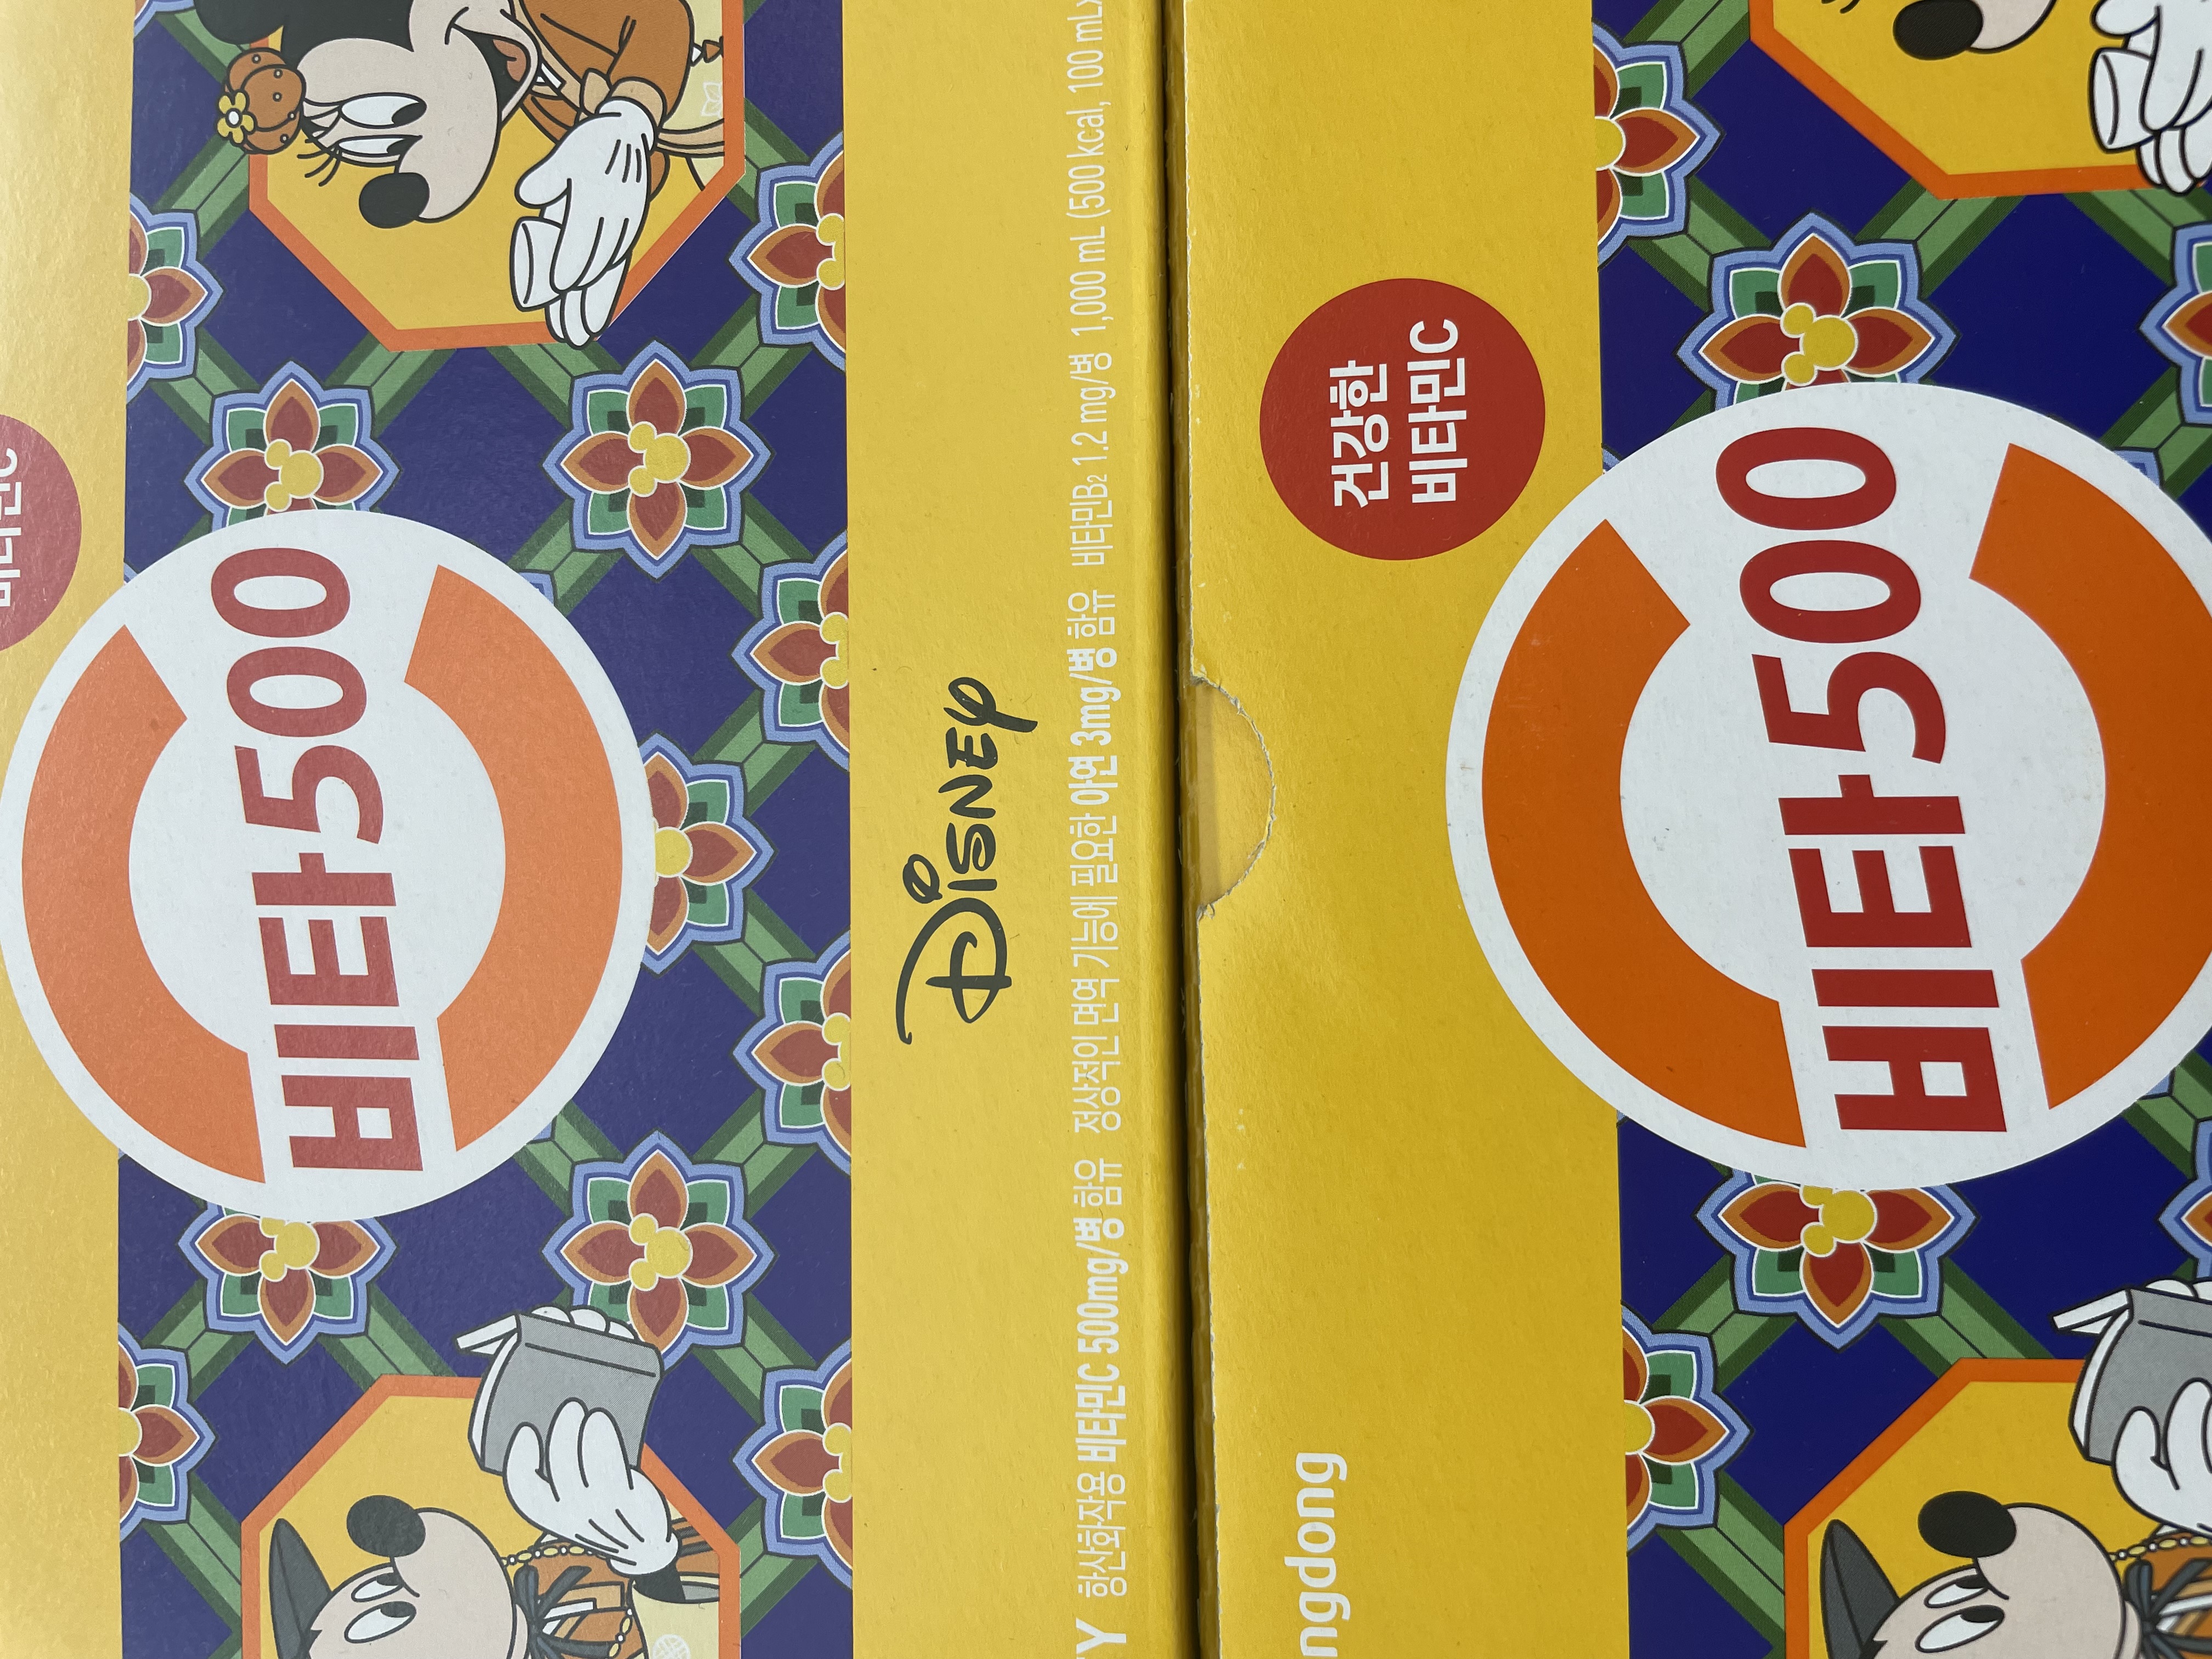 비타민C
비타500
Disney
Y 항산화작용 비타민C 500mg/병 함유 정상적인 면역 기능에 필요한 아연 3mg/병 함유 비타민B₂ 1.2 mg/병 1,000 mL (500 kcal, 100 mL×
건강한
비타민C
비타500
ngdong